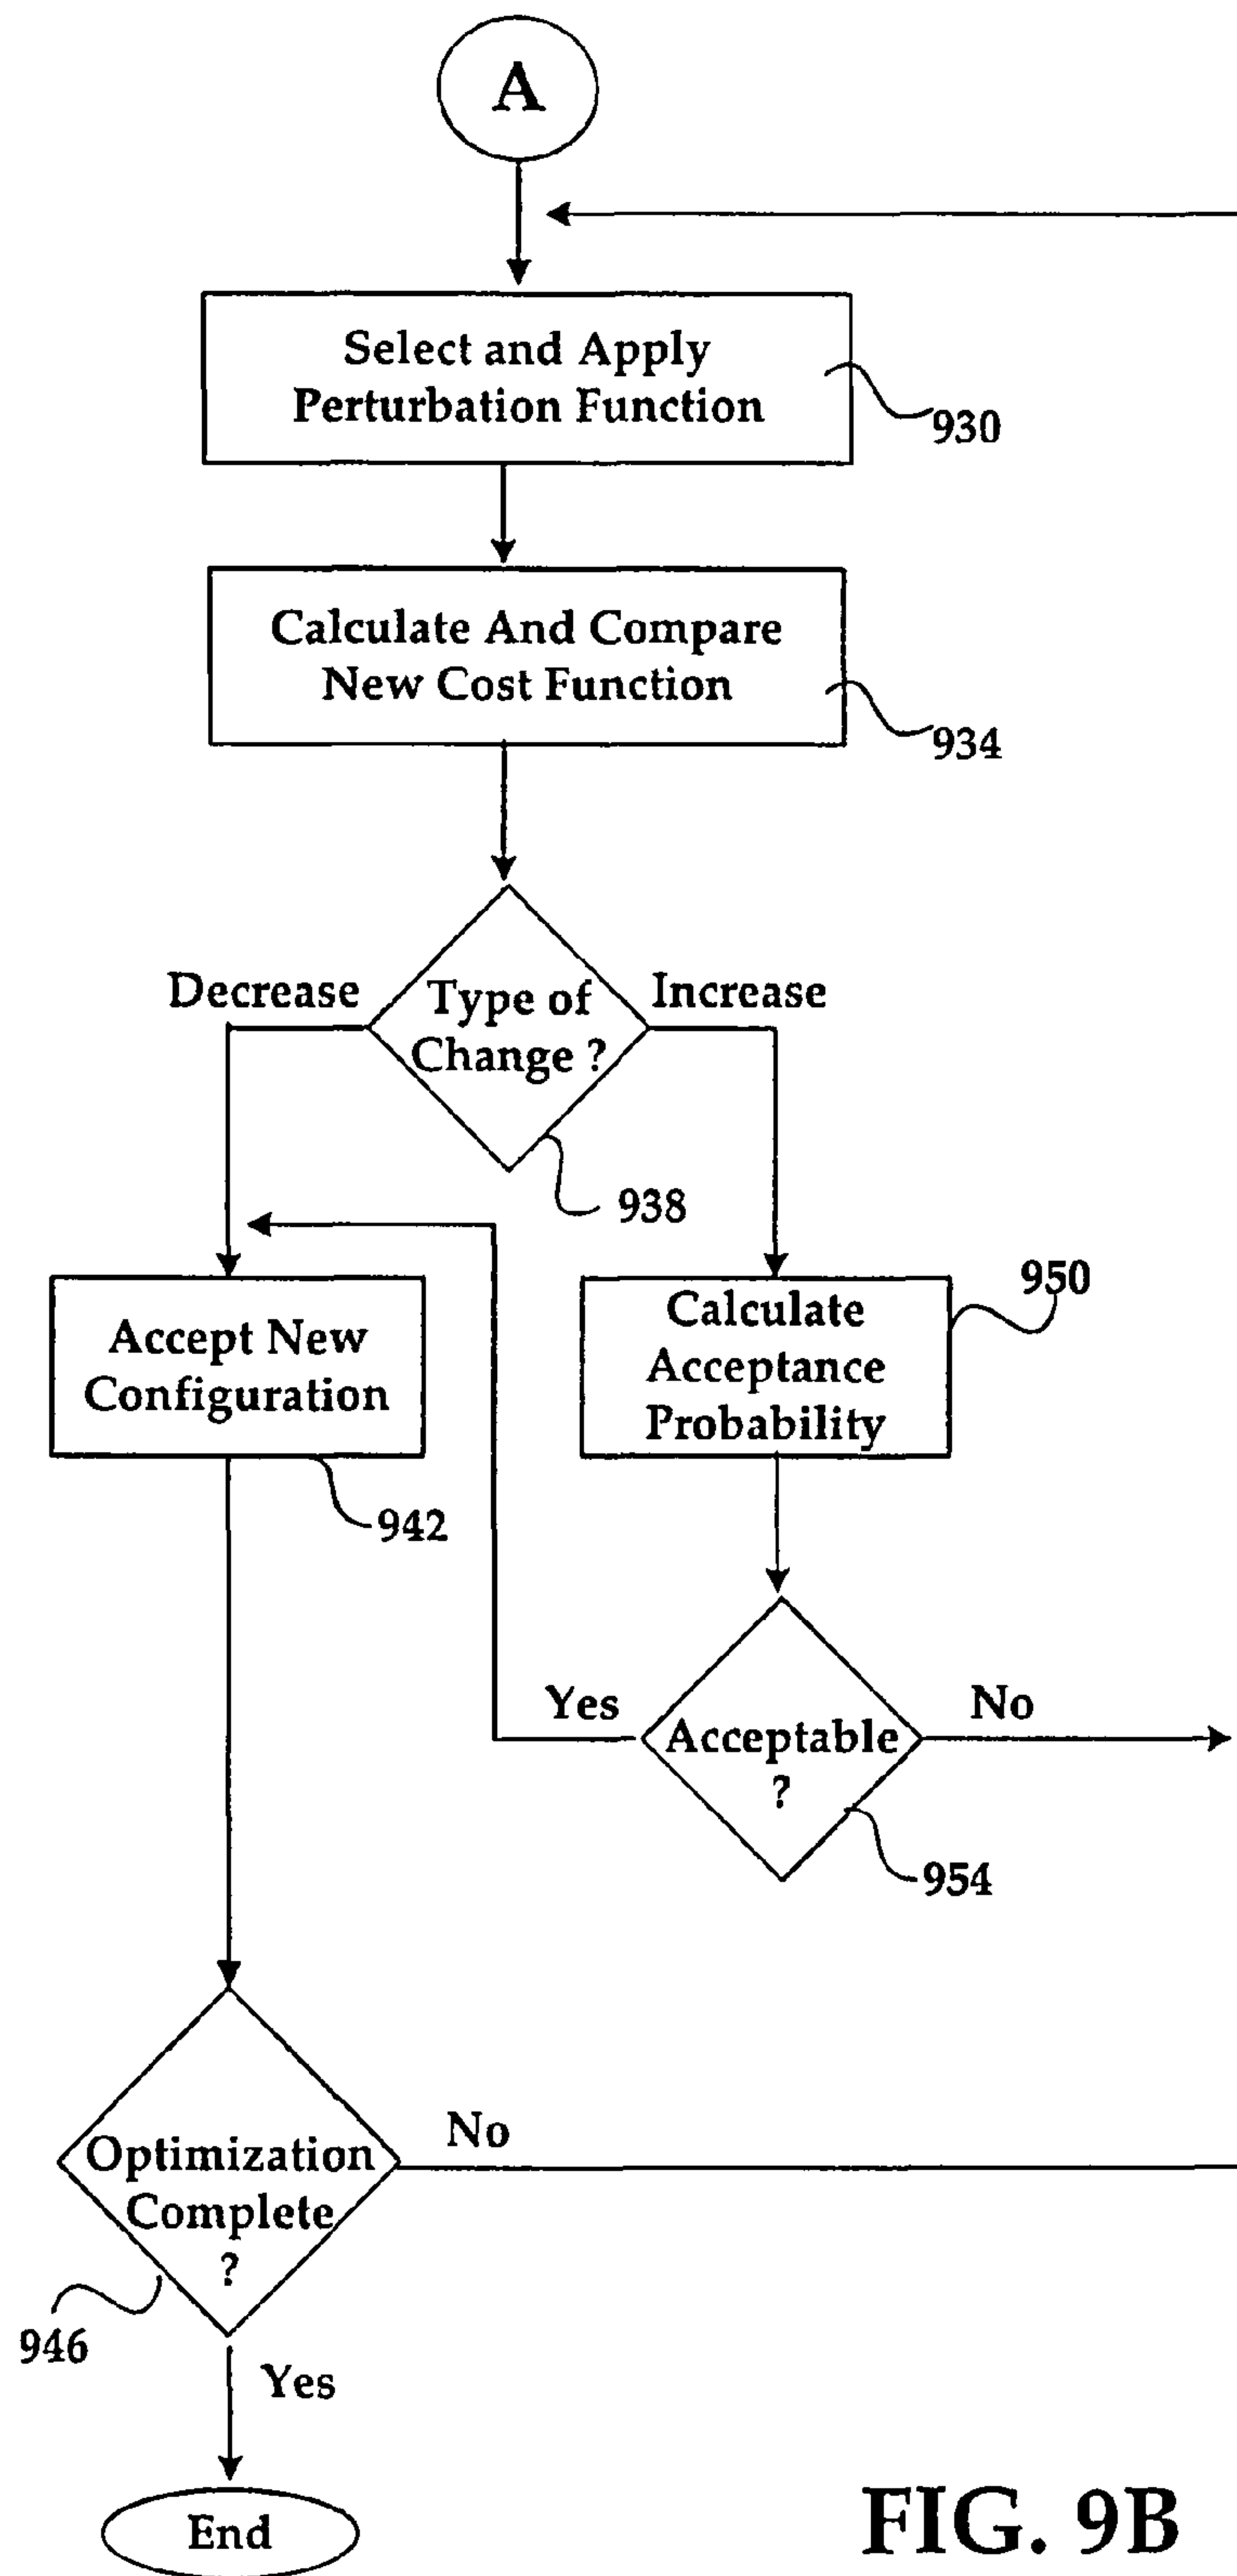 A
Select and Apply
Perturbation Function
930
Calculate And Compare
New Cost Function
934
Decrease
Type of
Change ?
Increase
938
Accept New
Configuration
942
Calculate
Acceptance
Probability
950
Yes
Acceptable
?
No
954
Optimization
Complete
?
No
946
Yes
End
FIG. 9B